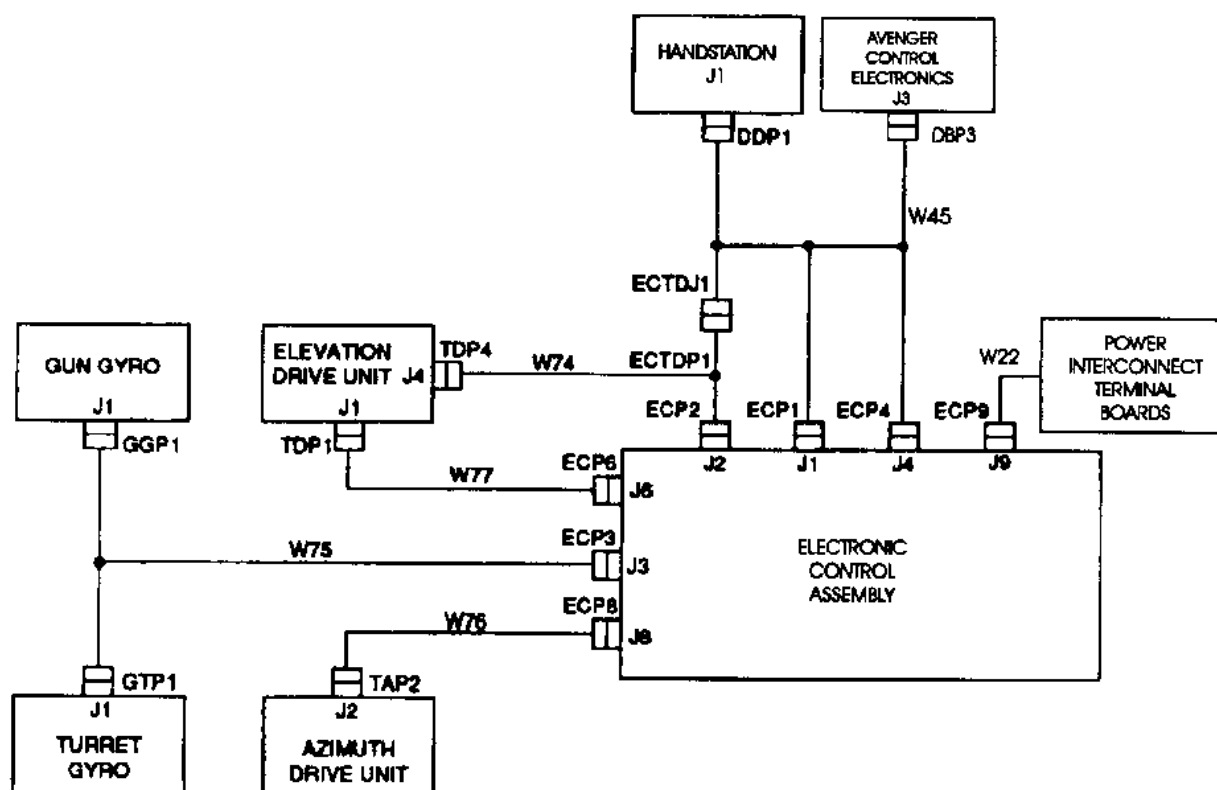 HANDSTATION
J1
AVENGER
CONTROL
ELECTRONICS
J3
DDP1
DBP3
W45
ECTDJ1
GUN GYRO
J1
GGP1
ELEVATION
DRIVE UNIT
J4
J1
TDP4
W74
ECTDP1
W22
POWER
INTERCONNECT
TERMINAL
BOARDS
TDP1
ECP2
ECP1
ECP4
ECP9
J2
J1
J4
J9
W77
ECP6
J6
W75
ECP3
J3
ELECTRONIC
CONTROL
ASSEMBLY
W76
ECP8
J8
GTP1
J1
TURRET
GYRO
TAP2
J2
AZIMUTH
DRIVE UNIT